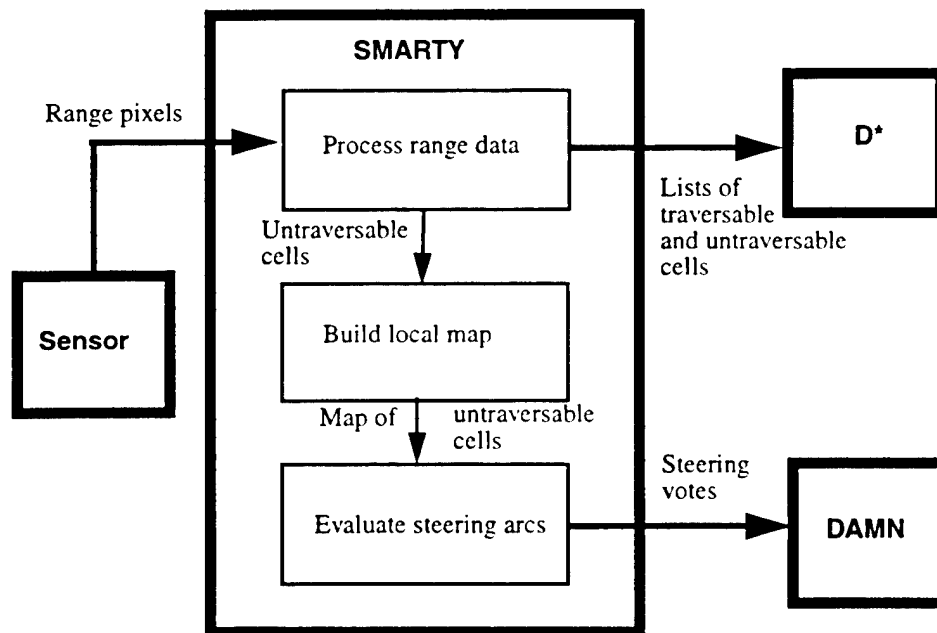 SMARTY
Range pixels
Process range data
D*
Lists of
traversable
and untraversable
cells
Untraversable
cells
Sensor
Build local map
Map of untraversable
cells
Steering
votes
Evaluate steering arcs
DAMN